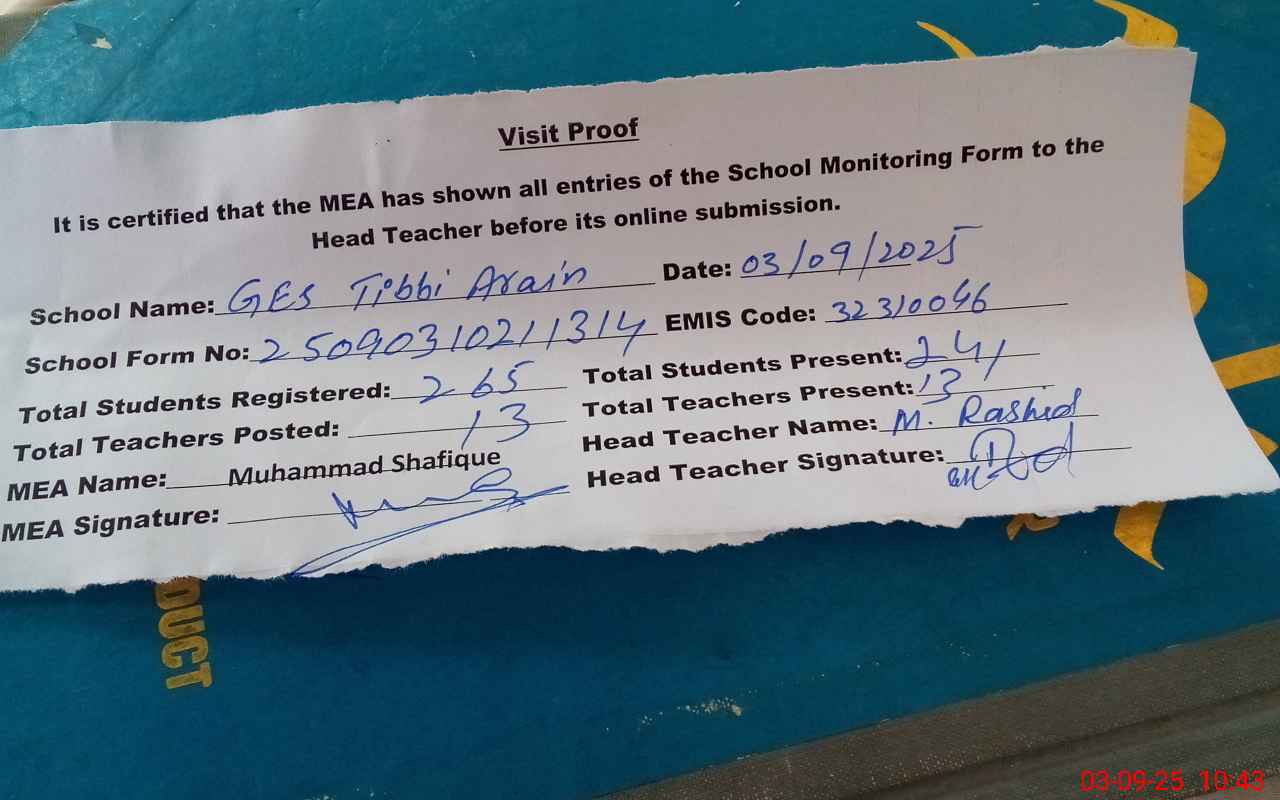 Visit Proof
It is certified that the MEA has shown all entries of the School Monitoring Form to the
Head Teacher before its online submission.
School Name: GES Tibbi Arain Date: 03/09/2025
School Form No: 25090310211314 EMIS Code: 32310046
Total Students Registered: 265 Total Students Present: 241
Total Teachers Posted: 13 Total Teachers Present: 13
MEA Name: Muhammad Shafique Head Teacher Name: M. Rashid
MEA Signature: Head Teacher Signature:
DUCT
03-09-25 10:43